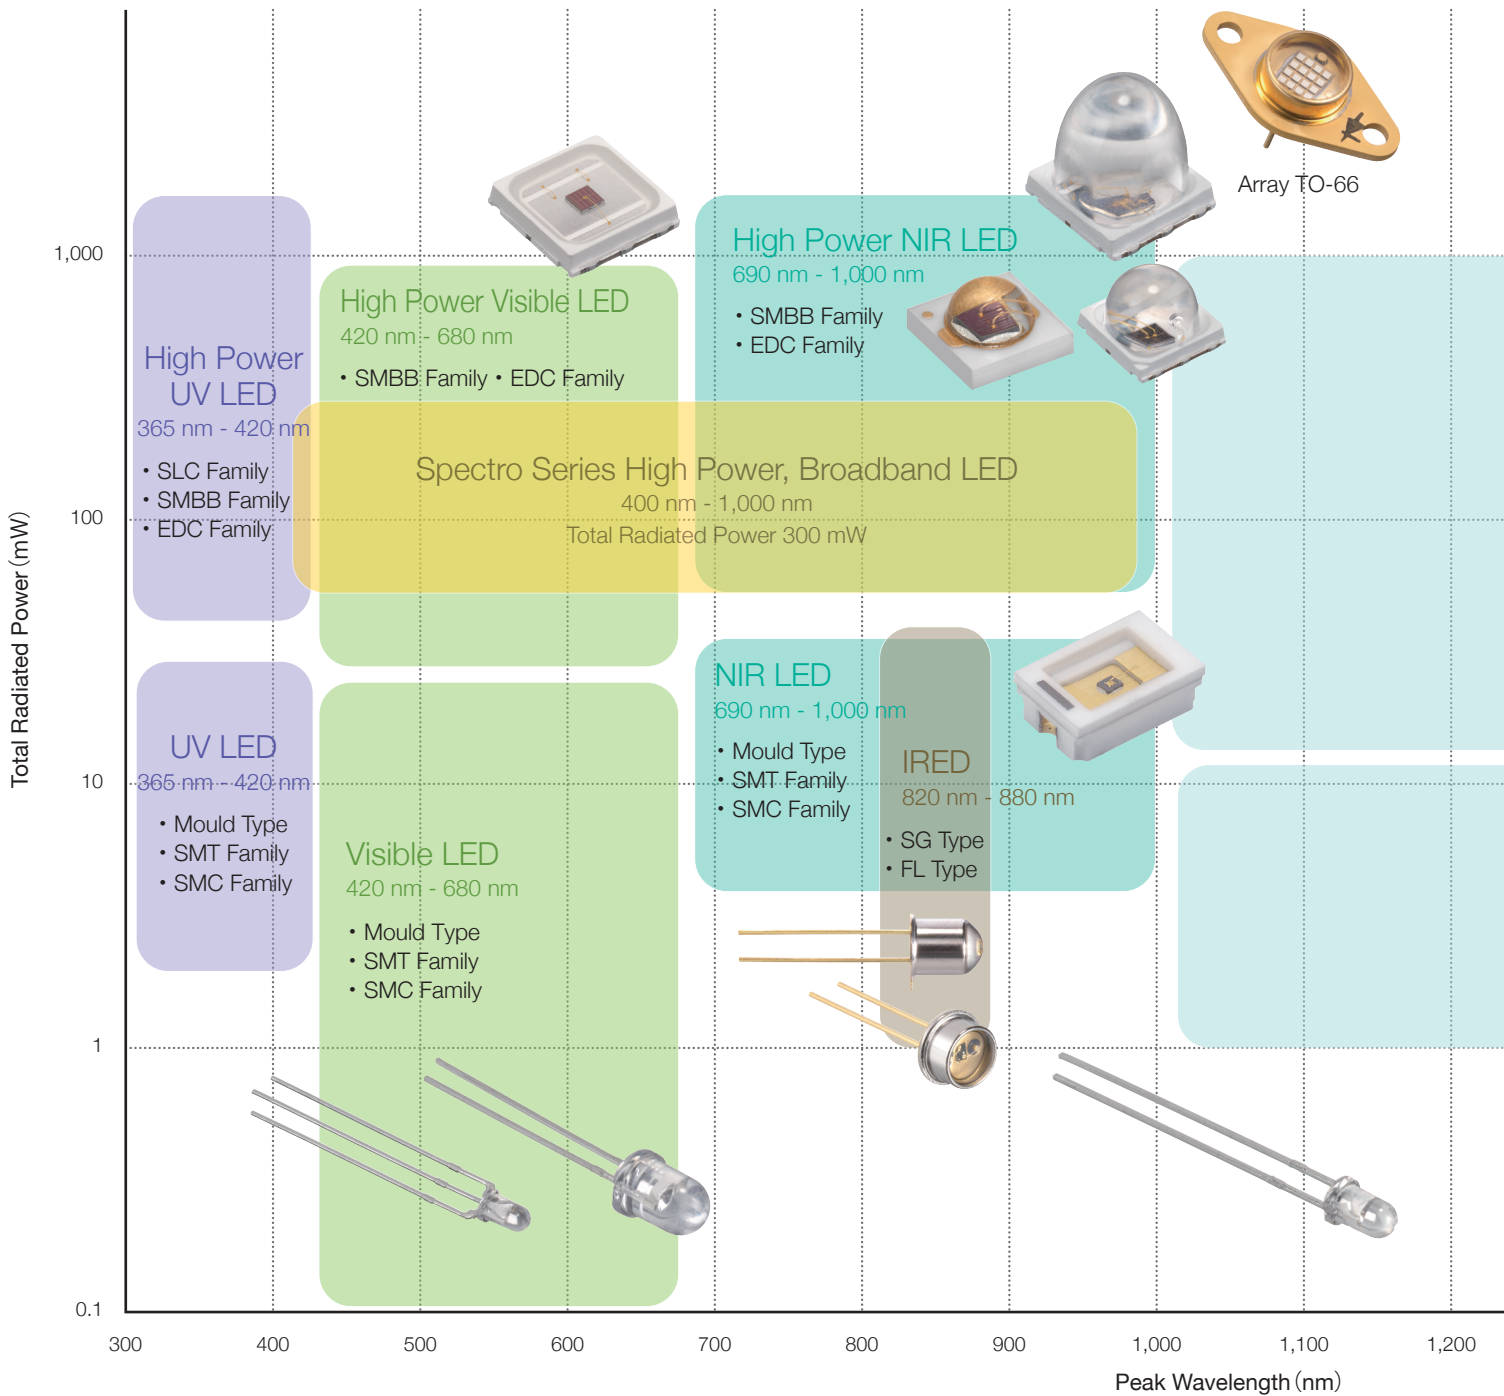 Array TO-66
1,000
100
10
1
0.1
Total Radiated Power (mW)
High Power
UV LED
365 nm - 420 nm
• SLC Family
• SMBB Family
• EDC Family
High Power Visible LED
420 nm - 680 nm
• SMBB Family • EDC Family
High Power NIR LED
690 nm - 1,000 nm
• SMBB Family
• EDC Family
Spectro Series High Power, Broadband LED
400 nm - 1,000 nm
Total Radiated Power 300 mW
UV LED
365 nm - 420 nm
• Mould Type
• SMT Family
• SMC Family
Visible LED
420 nm - 680 nm
• Mould Type
• SMT Family
• SMC Family
NIR LED
690 nm - 1,000 nm
• Mould Type
• SMT Family
• SMC Family
IRED
820 nm - 880 nm
• SG Type
• FL Type
300 400 500 600 700 800 900 1,000 1,100 1,200
Peak Wavelength (nm)